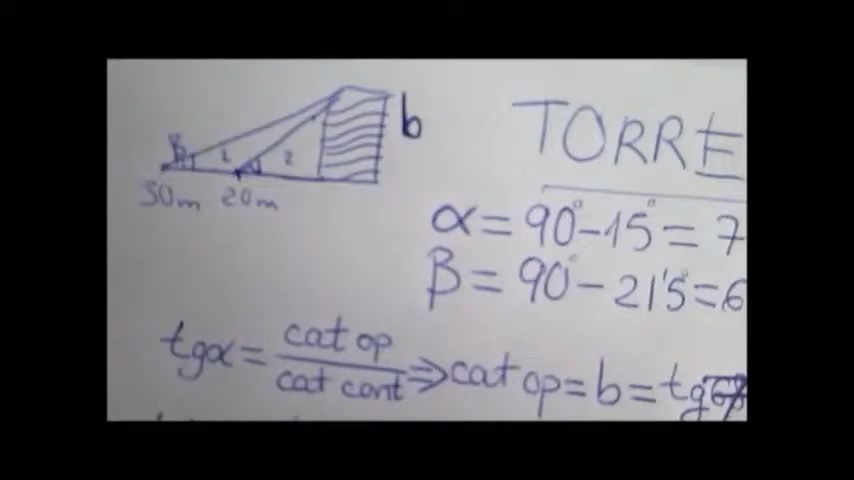 b
1 2
30m 20m
TORRE
α = 90° - 15° = 7
β = 90° - 21'5° = 6
tgα = cat op / cat cont ⇒ cat op = b = tg